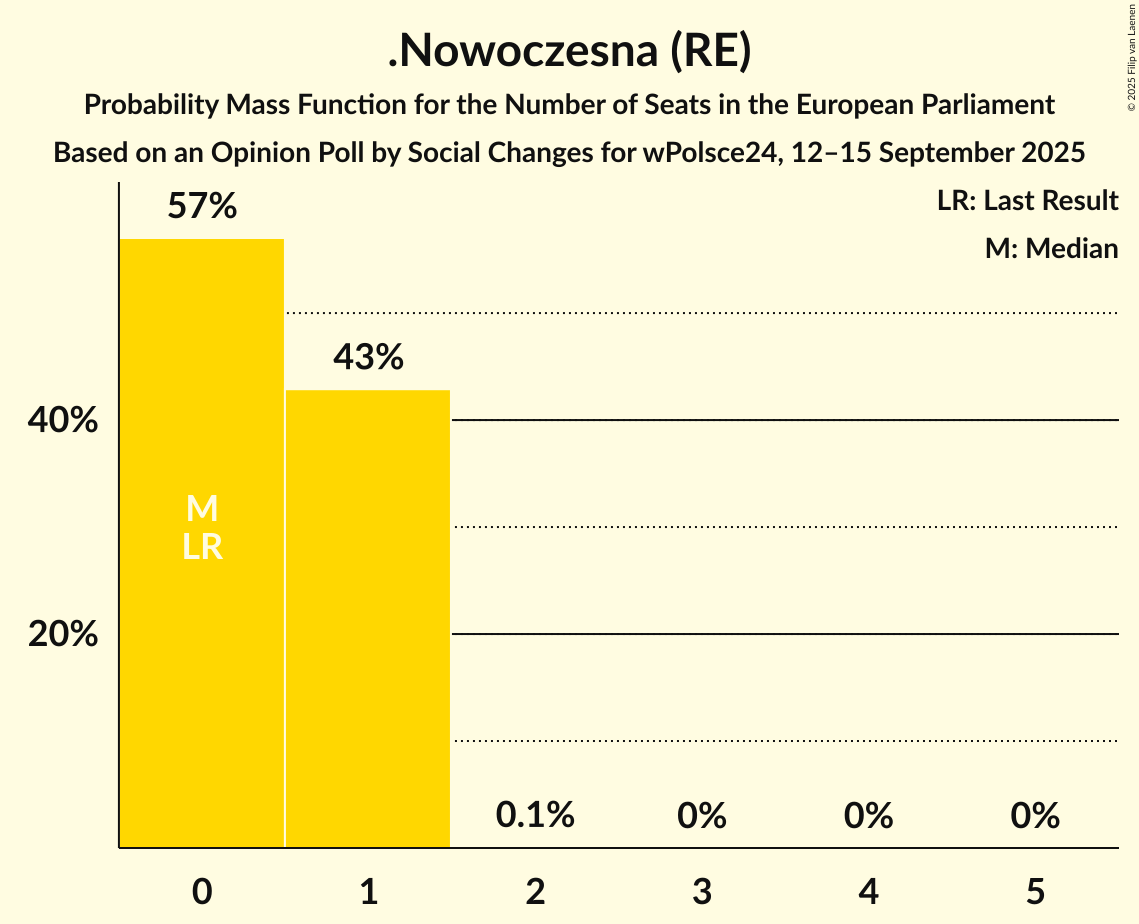 .Nowoczesna (RE)
Probability Mass Function for the Number of Seats in the European Parliament
Based on an Opinion Poll by Social Changes for wPolsce24, 12–15 September 2025
© 2025 Filip van Laenen
LR: Last Result
M: Median
57%
43%
40%
M
LR
20%
0.1%
0%
0%
0%
0
1
2
3
4
5